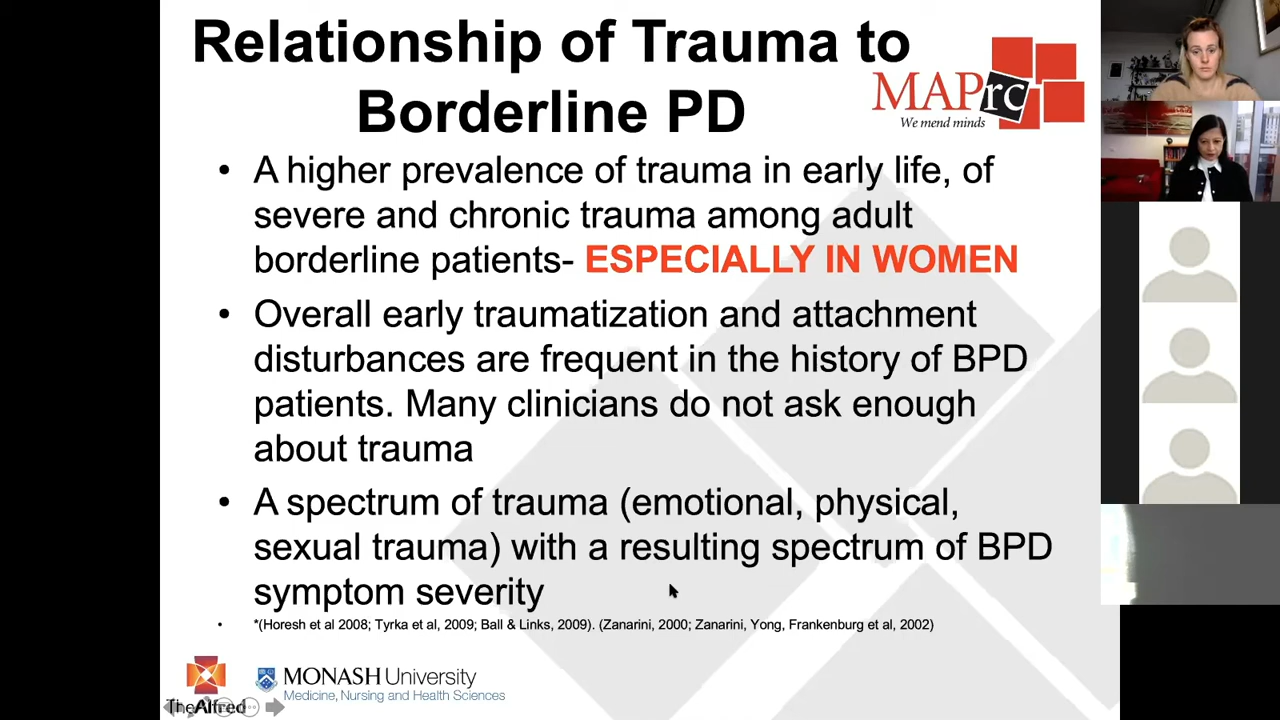 Relationship of Trauma to
Borderline PD
MAPrc
We mend minds
• A higher prevalence of trauma in early life, of
severe and chronic trauma among adult
borderline patients- ESPECIALLY IN WOMEN
• Overall early traumatization and attachment
disturbances are frequent in the history of BPD
patients. Many clinicians do not ask enough
about trauma
• A spectrum of trauma (emotional, physical,
sexual trauma) with a resulting spectrum of BPD
symptom severity
• *(Horesh et al 2008; Tyrka et al, 2009; Ball & Links, 2009). (Zanarini, 2000; Zanarini, Yong, Frankenburg et al, 2002)
TheAlfred
MONASH University
Medicine, Nursing and Health Sciences